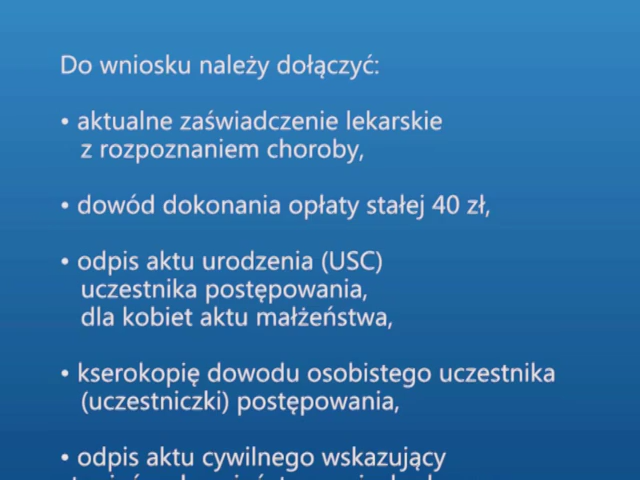 Do wniosku należy dołączyć:
• aktualne zaświadczenie lekarskie
z rozpoznaniem choroby,
• dowód dokonania opłaty stałej 40 zł,
• odpis aktu urodzenia (USC)
uczestnika postępowania,
dla kobiet aktu małżeństwa,
• kserokopię dowodu osobistego uczestnika
(uczestniczki) postępowania,
• odpis aktu cywilnego wskazujący